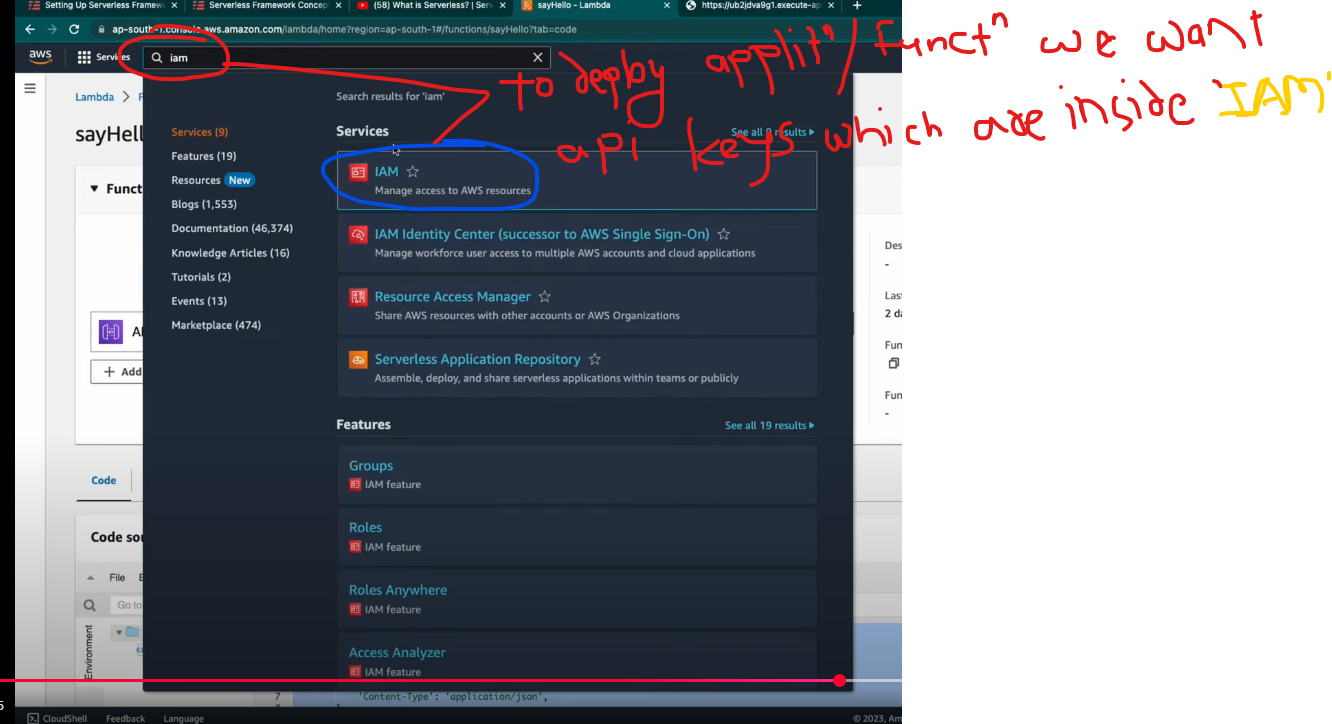 Setting Up Serverless Framew
Serverless Framework Concep
(58) What is Serverless? | Serv
sayHello - Lambda
https://ub2jdva9g1.execute-ap
ap-south-1.console.aws.amazon.com/lambda/home?region=ap-south-1#/functions/sayHello?tab=code
aws
Services
iam
to deploy applitⁿ / Functⁿ we want
api keys which are inside 'IAM'
Lambda
F
Search results for 'iam'
sayHell
Services (9)
Features (19)
Resources New
Blogs (1,553)
Documentation (46,374)
Knowledge Articles (16)
Tutorials (2)
Events (13)
Marketplace (474)
Services
See all 9 results
IAM
Manage access to AWS resources
IAM Identity Center (successor to AWS Single Sign-On)
Manage workforce user access to multiple AWS accounts and cloud applications
Resource Access Manager
Share AWS resources with other accounts or AWS Organizations
Serverless Application Repository
Assemble, deploy, and share serverless applications within teams or publicly
Features
See all 19 results
Groups
IAM feature
Roles
IAM feature
Roles Anywhere
IAM feature
Access Analyzer
IAM feature
Funct
Des
-
Last
2 da
Fun
Fun
-
Al
+ Add
Code
Code sou
File
E
Go to
Environment
7 'Content-Type': 'application/json',
CloudShell
Feedback
Language
© 2023, Am